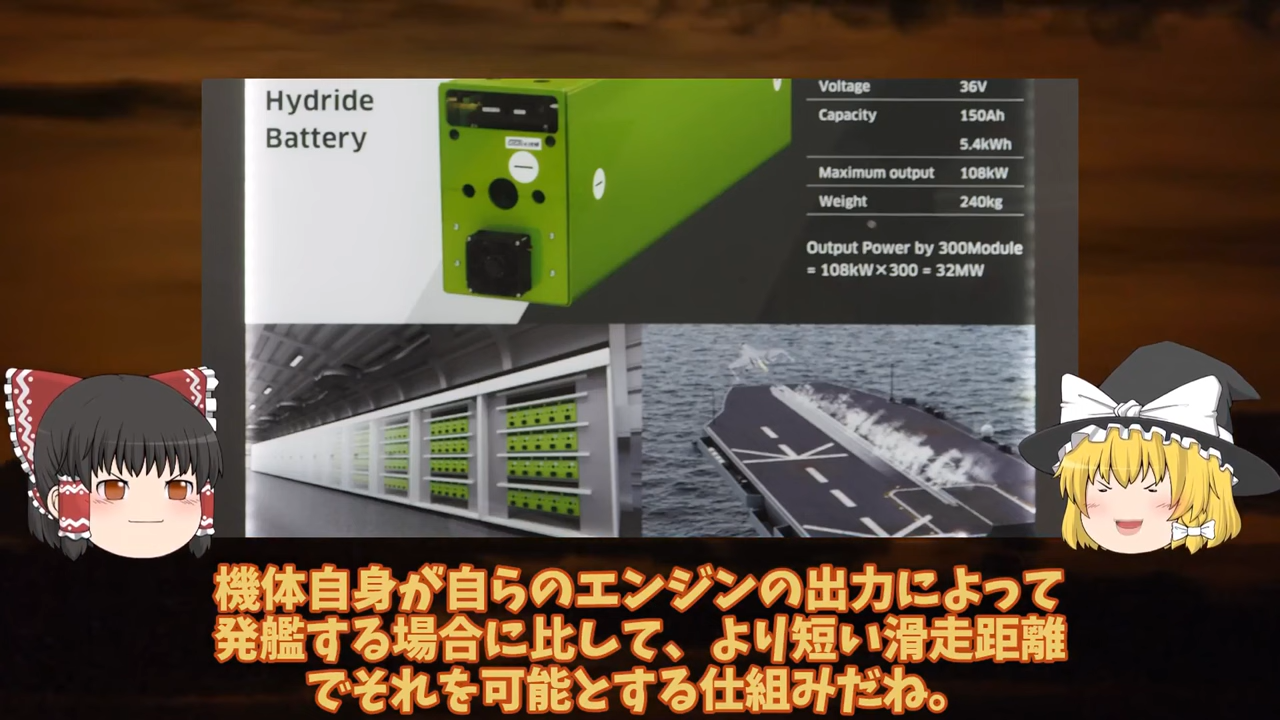 Hydride
Battery
Voltage 36V
Capacity 150Ah
5.4kWh
Maximum output 108kW
Weight 240kg
Output Power by 300Module
= 108kW×300 = 32MW
機体自身が自らのエンジンの出力によって
発艦する場合に比して、より短い滑走距離
でそれを可能とする仕組みだね。